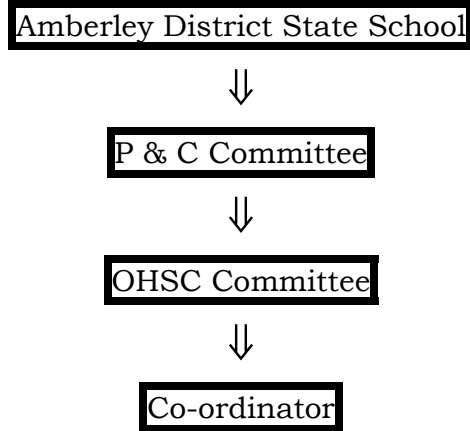 Amberley District State School
⇓
P & C Committee
⇓
OHSC Committee
⇓
Co-ordinator